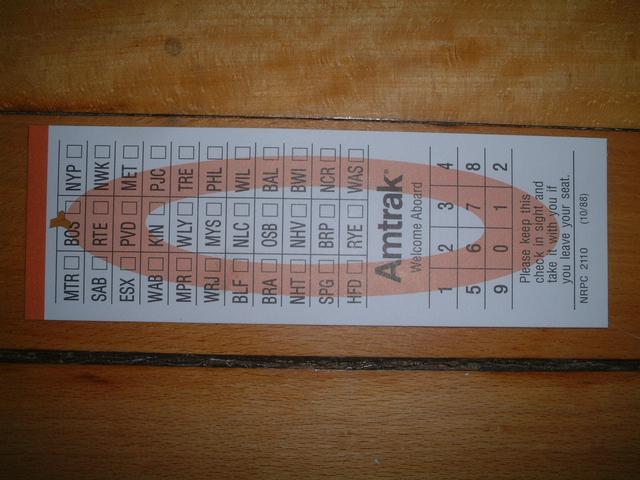 MTR BOS NYP
SAB RTE NWK
ESX PVD MET
WAB KIN PJC
MPR WLY TRE
WRJ MYS PHL
BLF NLC WIL
BRA OSB BAL
NHT NHV BWI
SPG BRP NCR
HFD RYE WAS
Amtrak®
Welcome Aboard
1 2 3 4
5 6 7 8
9 0 1 2
Please keep this
check in sight and
take it with you if
you leave your seat.
NRPC 2110 (10/88)